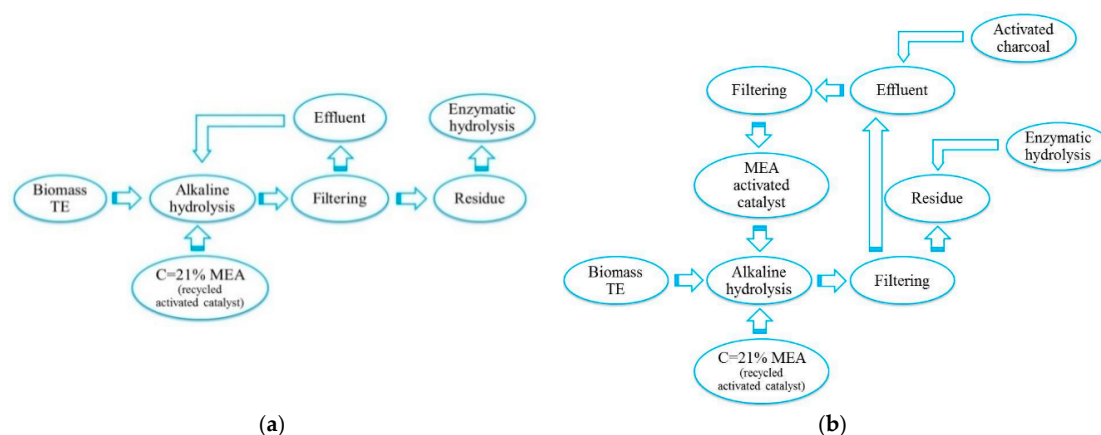 Effluent
Enzymatic
hydrolysis
Biomass
TE
Alkaline
hydrolysis
Filtering
Residue
C=21% MEA
(recycled
activated catalyst)
(a)
Activated
charcoal
Filtering
Effluent
Enzymatic
hydrolysis
MEA
activated
catalyst
Residue
Biomass
TE
Alkaline
hydrolysis
Filtering
C=21% MEA
(recycled
activated catalyst)
(b)